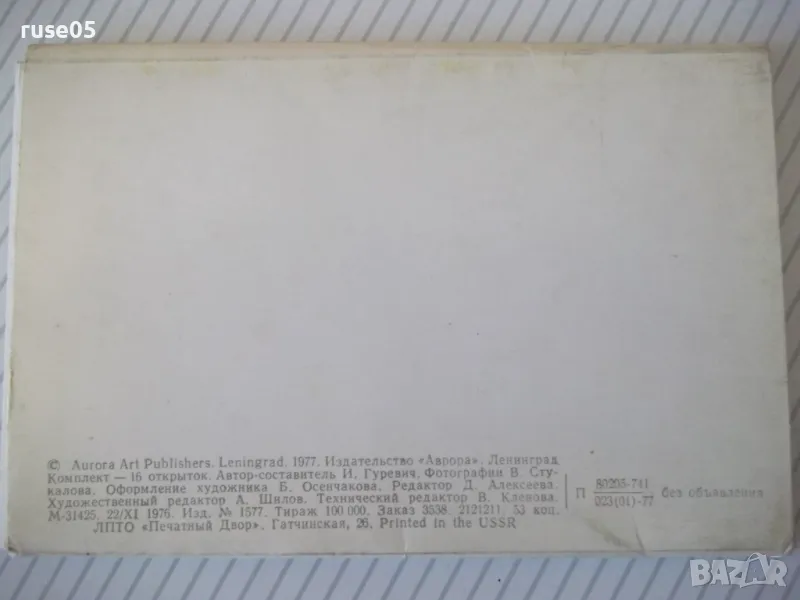 ruse05
© Aurora Art Publishers. Leningrad. 1977. Издательство «Аврора». Ленинград
Комплект — 16 открыток. Автор-составитель И. Гуревич. Фотографии В. Сту-
калова. Оформление художника Б. Осенчакова. Редактор Д. Алексеева.
Художественный редактор А. Шилов. Технический редактор В. Клевова.
М-31425. 22/XI 1976. Изд. № 1577. Тираж 100 000. Заказ 3538. 2121211. 53 коп.
ЛПТО «Печатный Двор». Гатчинская, 26. Printed in the USSR
П 80205-741
023(01)-77 без объявления
BAZAR